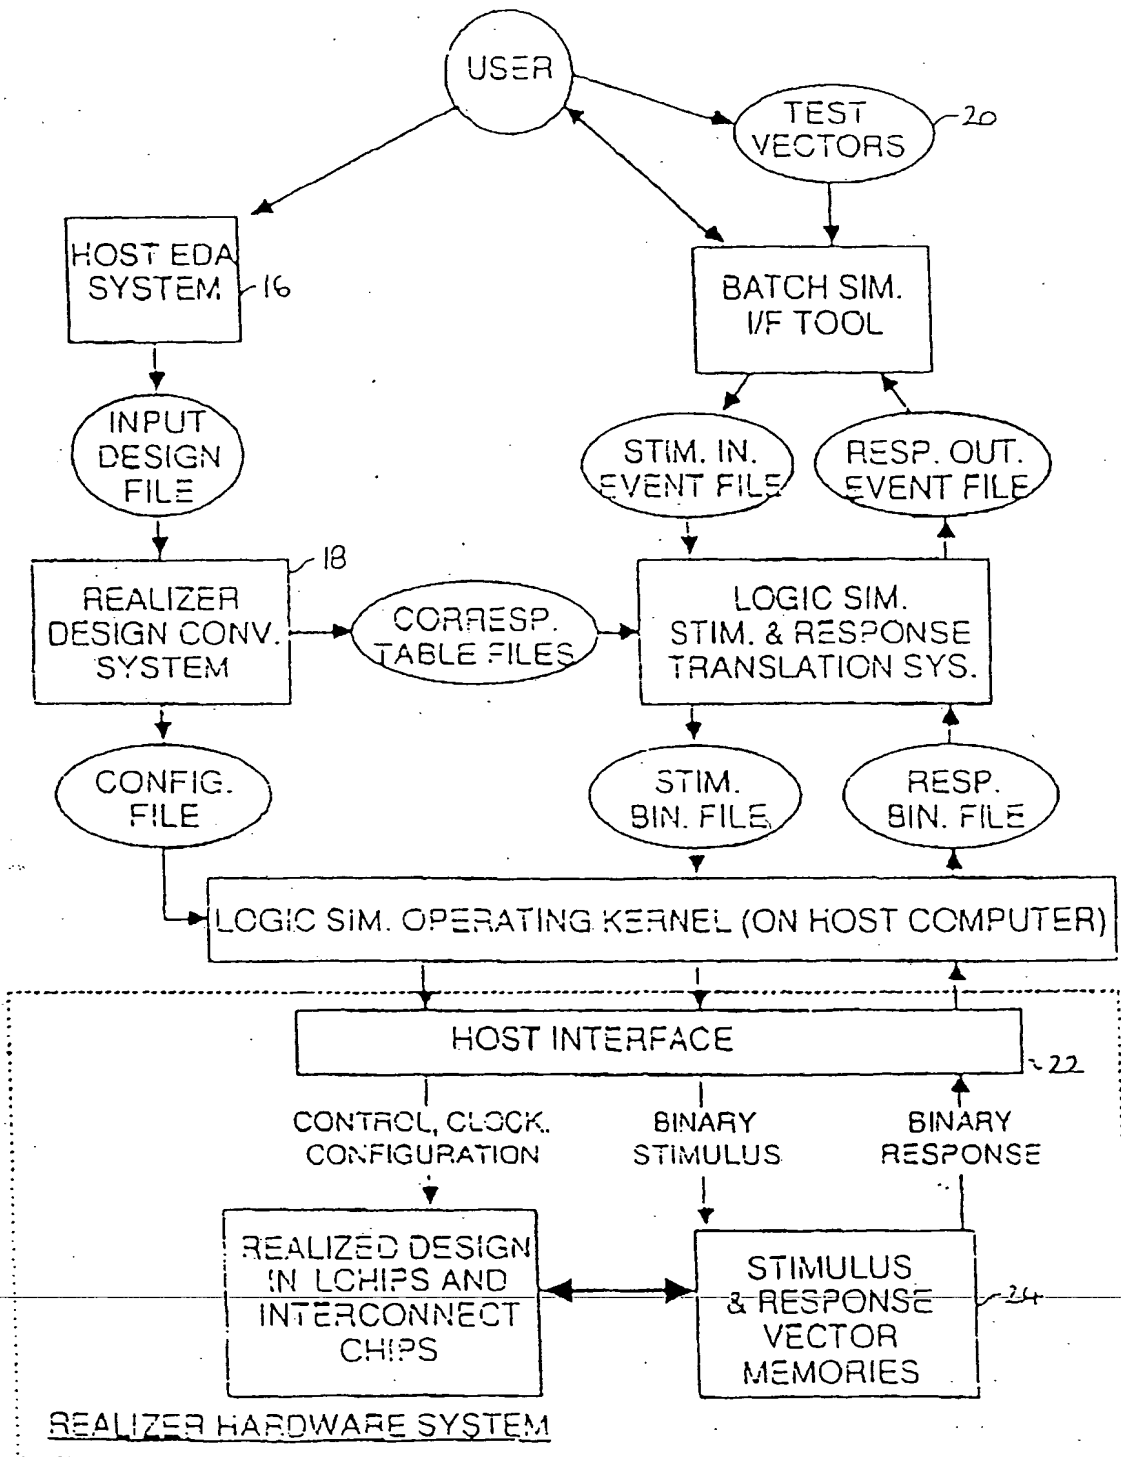 USER
TEST
VECTORS
20
HOST EDA
SYSTEM
16
BATCH SIM.
I/F TOOL
INPUT
DESIGN
FILE
STIM. IN.
EVENT FILE
RESP. OUT.
EVENT FILE
18
REALIZER
DESIGN CONV.
SYSTEM
CORRESP.
TABLE FILES
LOGIC SIM.
STIM. & RESPONSE
TRANSLATION SYS.
CONFIG.
FILE
STIM.
BIN. FILE
RESP.
BIN. FILE
LOGIC SIM. OPERATING KERNEL (ON HOST COMPUTER)
HOST INTERFACE
22
CONTROL, CLOCK,
CONFIGURATION
BINARY
STIMULUS
BINARY
RESPONSE
REALIZED DESIGN
IN LCHIPS AND
INTERCONNECT
CHIPS
STIMULUS
& RESPONSE
VECTOR
MEMORIES
24
REALIZER HARDWARE SYSTEM